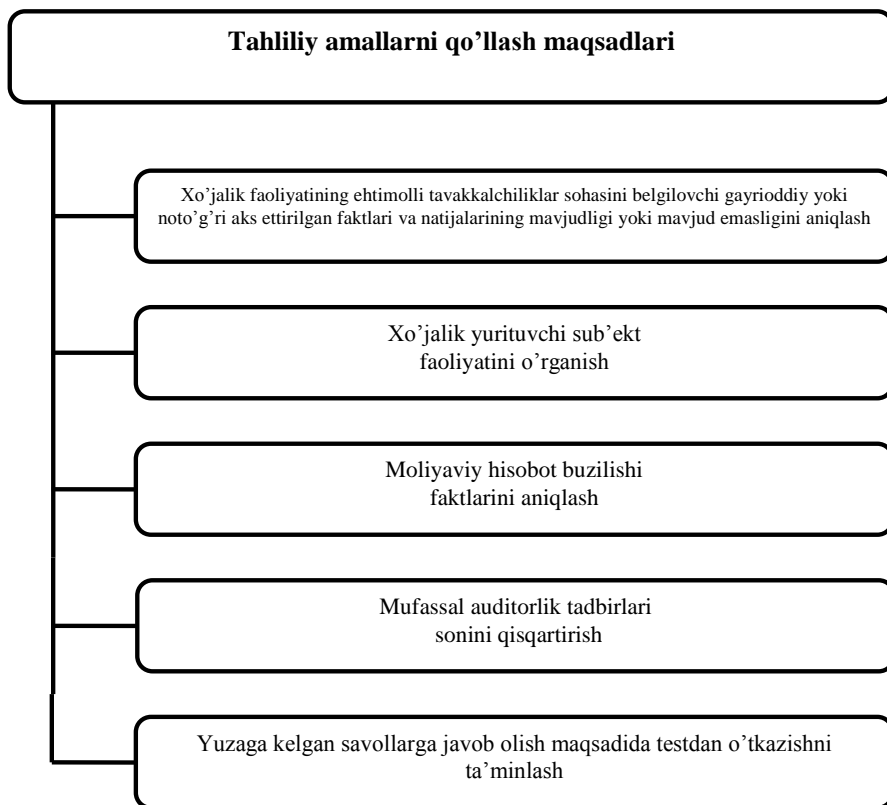 Tahliliy amallarni qo’llash maqsadlari
Xo’jalik faoliyatining ehtimolli tavakkalchiliklar sohasini belgilovchi gayrioddiy yoki
noto’g’ri aks ettirilgan faktlari va natijalarining mavjudligi yoki mavjud emasligini aniqlash
Xo’jalik yurituvchi sub’ekt
faoliyatini o’rganish
Moliyaviy hisobot buzilishi
faktlarini aniqlash
Mufassal auditorlik tadbirlari
sonini qisqartirish
Yuzaga kelgan savollarga javob olish maqsadida testdan o’tkazishni
ta’minlash